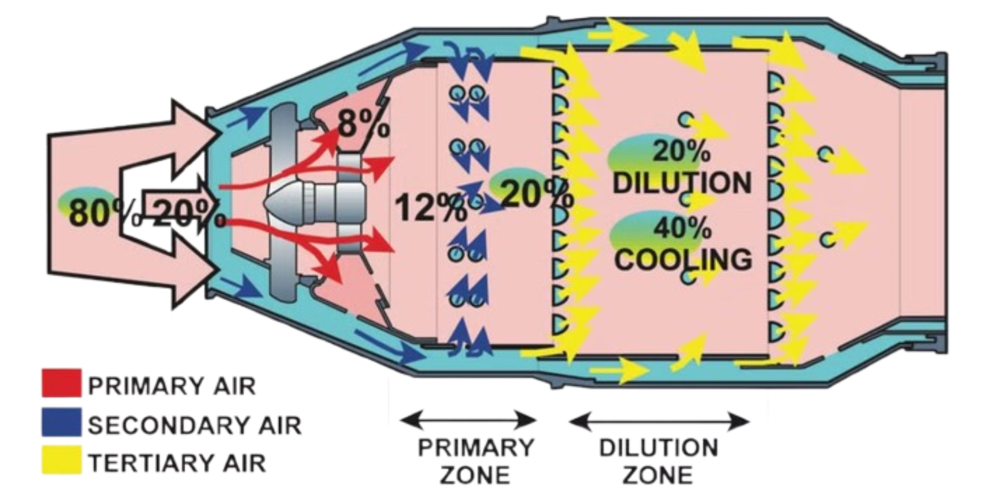 8%
80% 20%
12% 20%
20%
DILUTION
40%
COOLING
PRIMARY AIR
SECONDARY AIR
TERTIARY AIR
PRIMARY
ZONE
DILUTION
ZONE